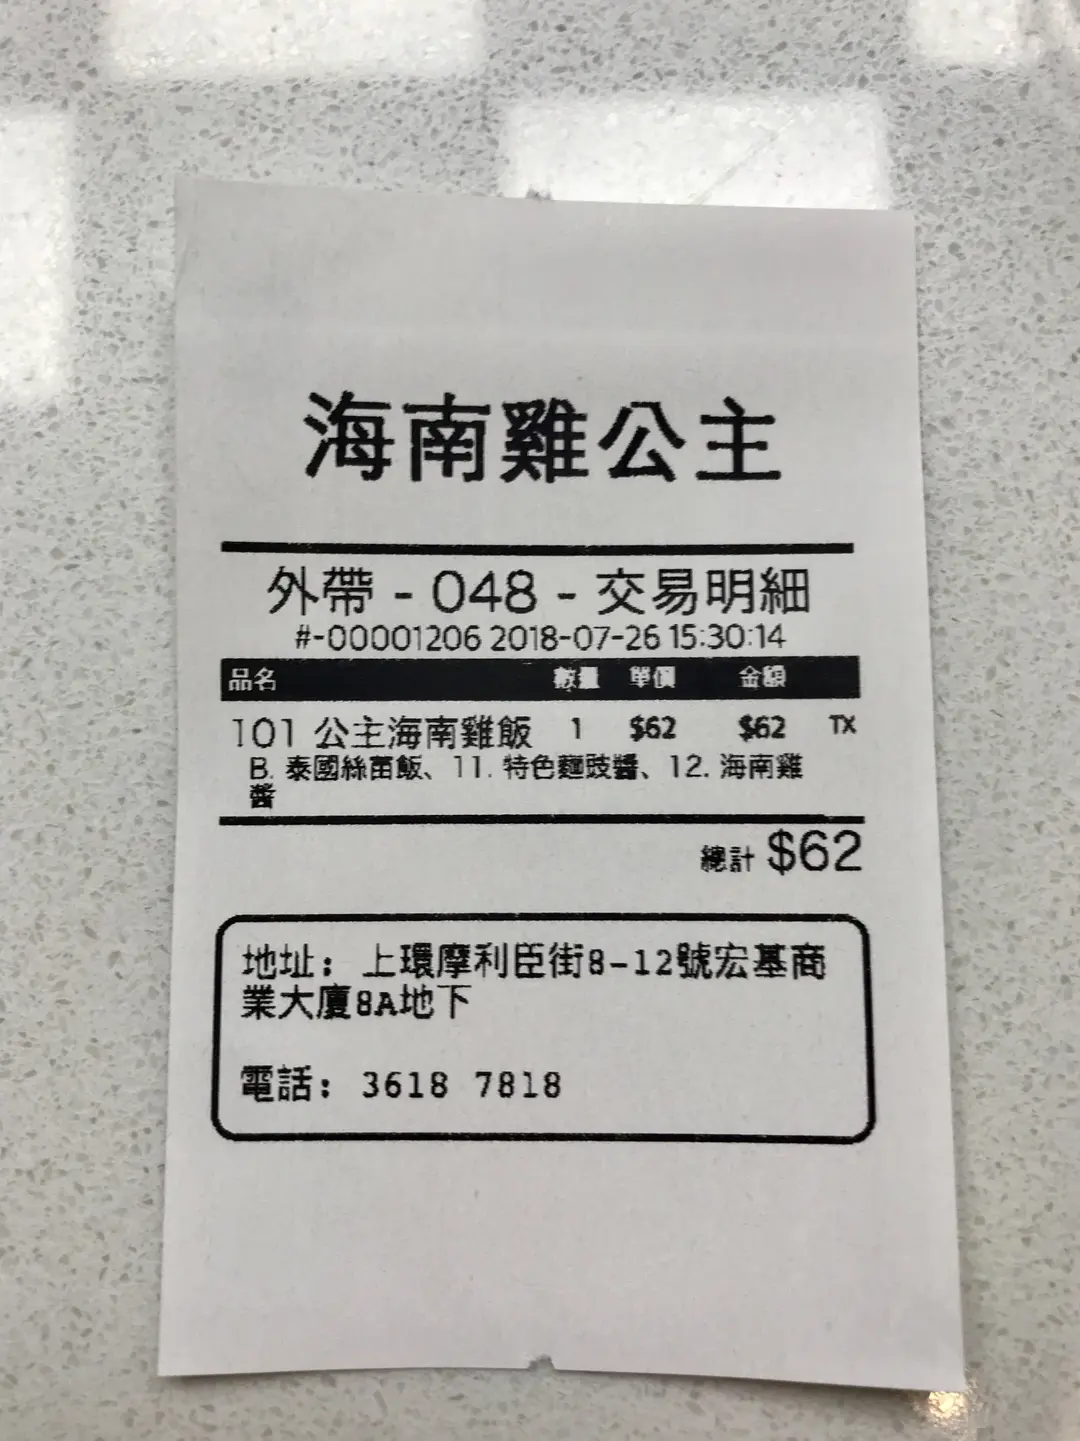 海南雞公主
外帶 - 048 - 交易明細
#-00001206 2018-07-26 15:30:14
品名 數量 單價 金額
101 公主海南雞飯 1 $62 $62 TX
B. 泰國絲苗飯、11. 特色麵豉醬、12. 海南雞
醬
總計 $62
地址: 上環摩利臣街8-12號宏基商
業大廈8A地下
電話: 3618 7818